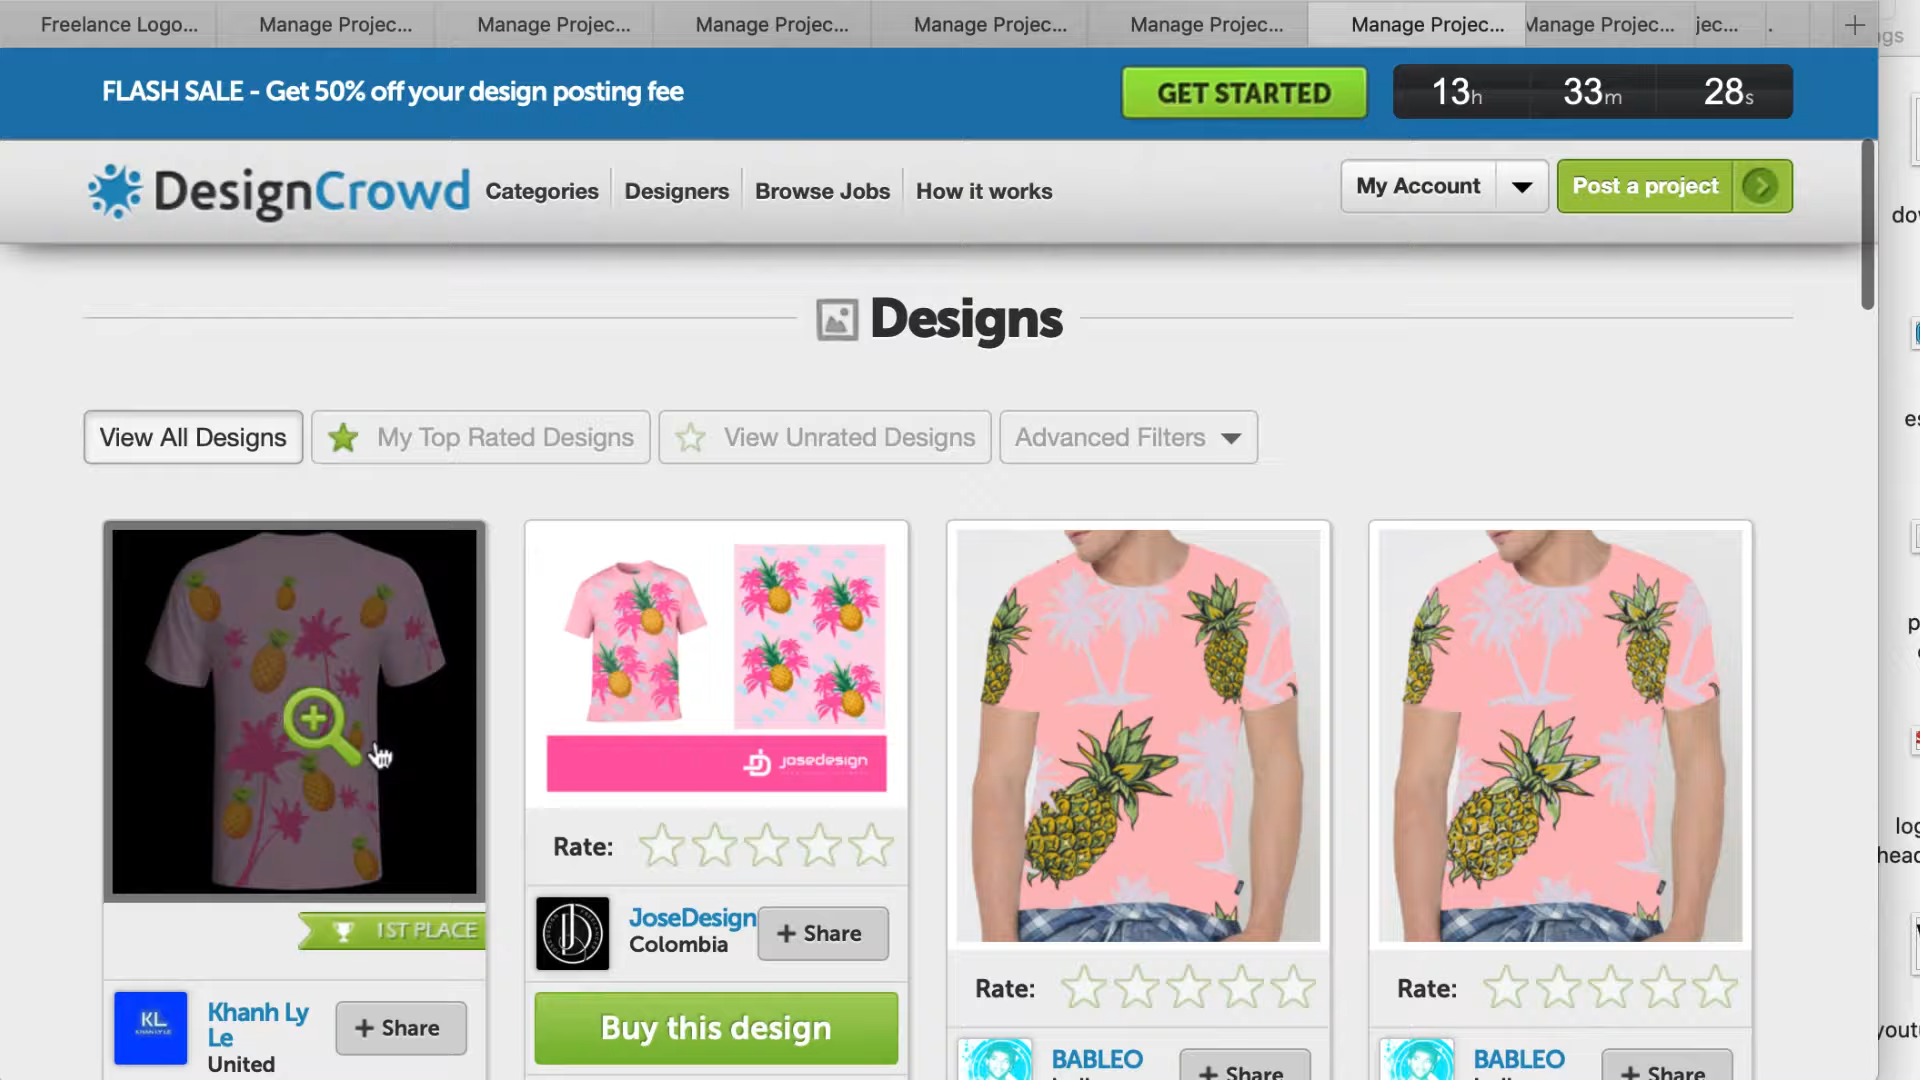 Freelance Logo...
Manage Projec...
Manage Projec...
Manage Projec...
Manage Projec...
Manage Projec...
Manage Projec...
Manage Projec...
jec...
.
FLASH SALE - Get 50% off your design posting fee
GET STARTED
13h 33m 28s
DesignCrowd
Categories
Designers
Browse Jobs
How it works
My Account
Post a project
Designs
View All Designs
My Top Rated Designs
View Unrated Designs
Advanced Filters
josedesign
1ST PLACE
KL
KHANH LY LE
Khanh Ly
Le
United
+ Share
Rate:
JoseDesign
Colombia
+ Share
Buy this design
Rate:
BABLEO
+ Share
Rate:
BABLEO
+ Share